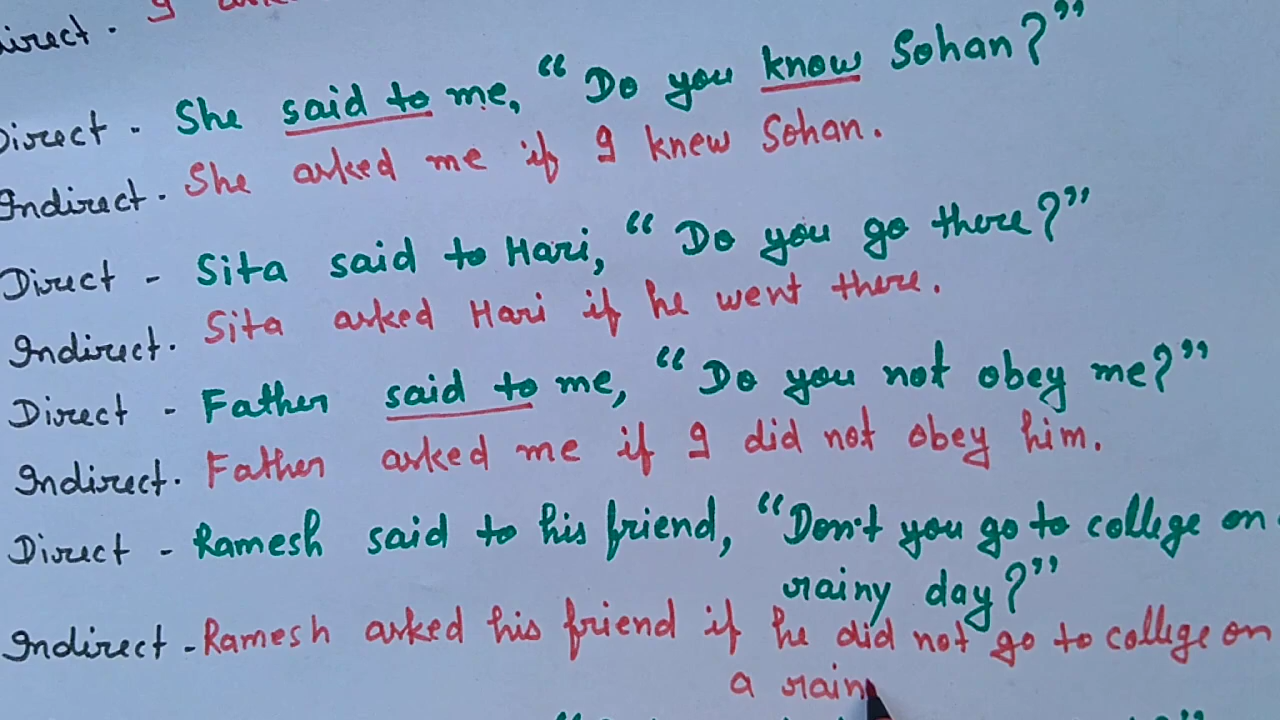 Direct - She said to me, “Do you know Sohan?”
Indirect. She asked me if I knew Sohan.
Direct - Sita said to Hari, “Do you go there?”
Indirect. Sita asked Hari if he went there.
Direct - Father said to me, “Do you not obey me?”
Indirect. Father asked me if I did not obey him.
Direct - Ramesh said to his friend, “Don't you go to college on
rainy day?”
Indirect - Ramesh asked his friend if he did not go to college on
a rain